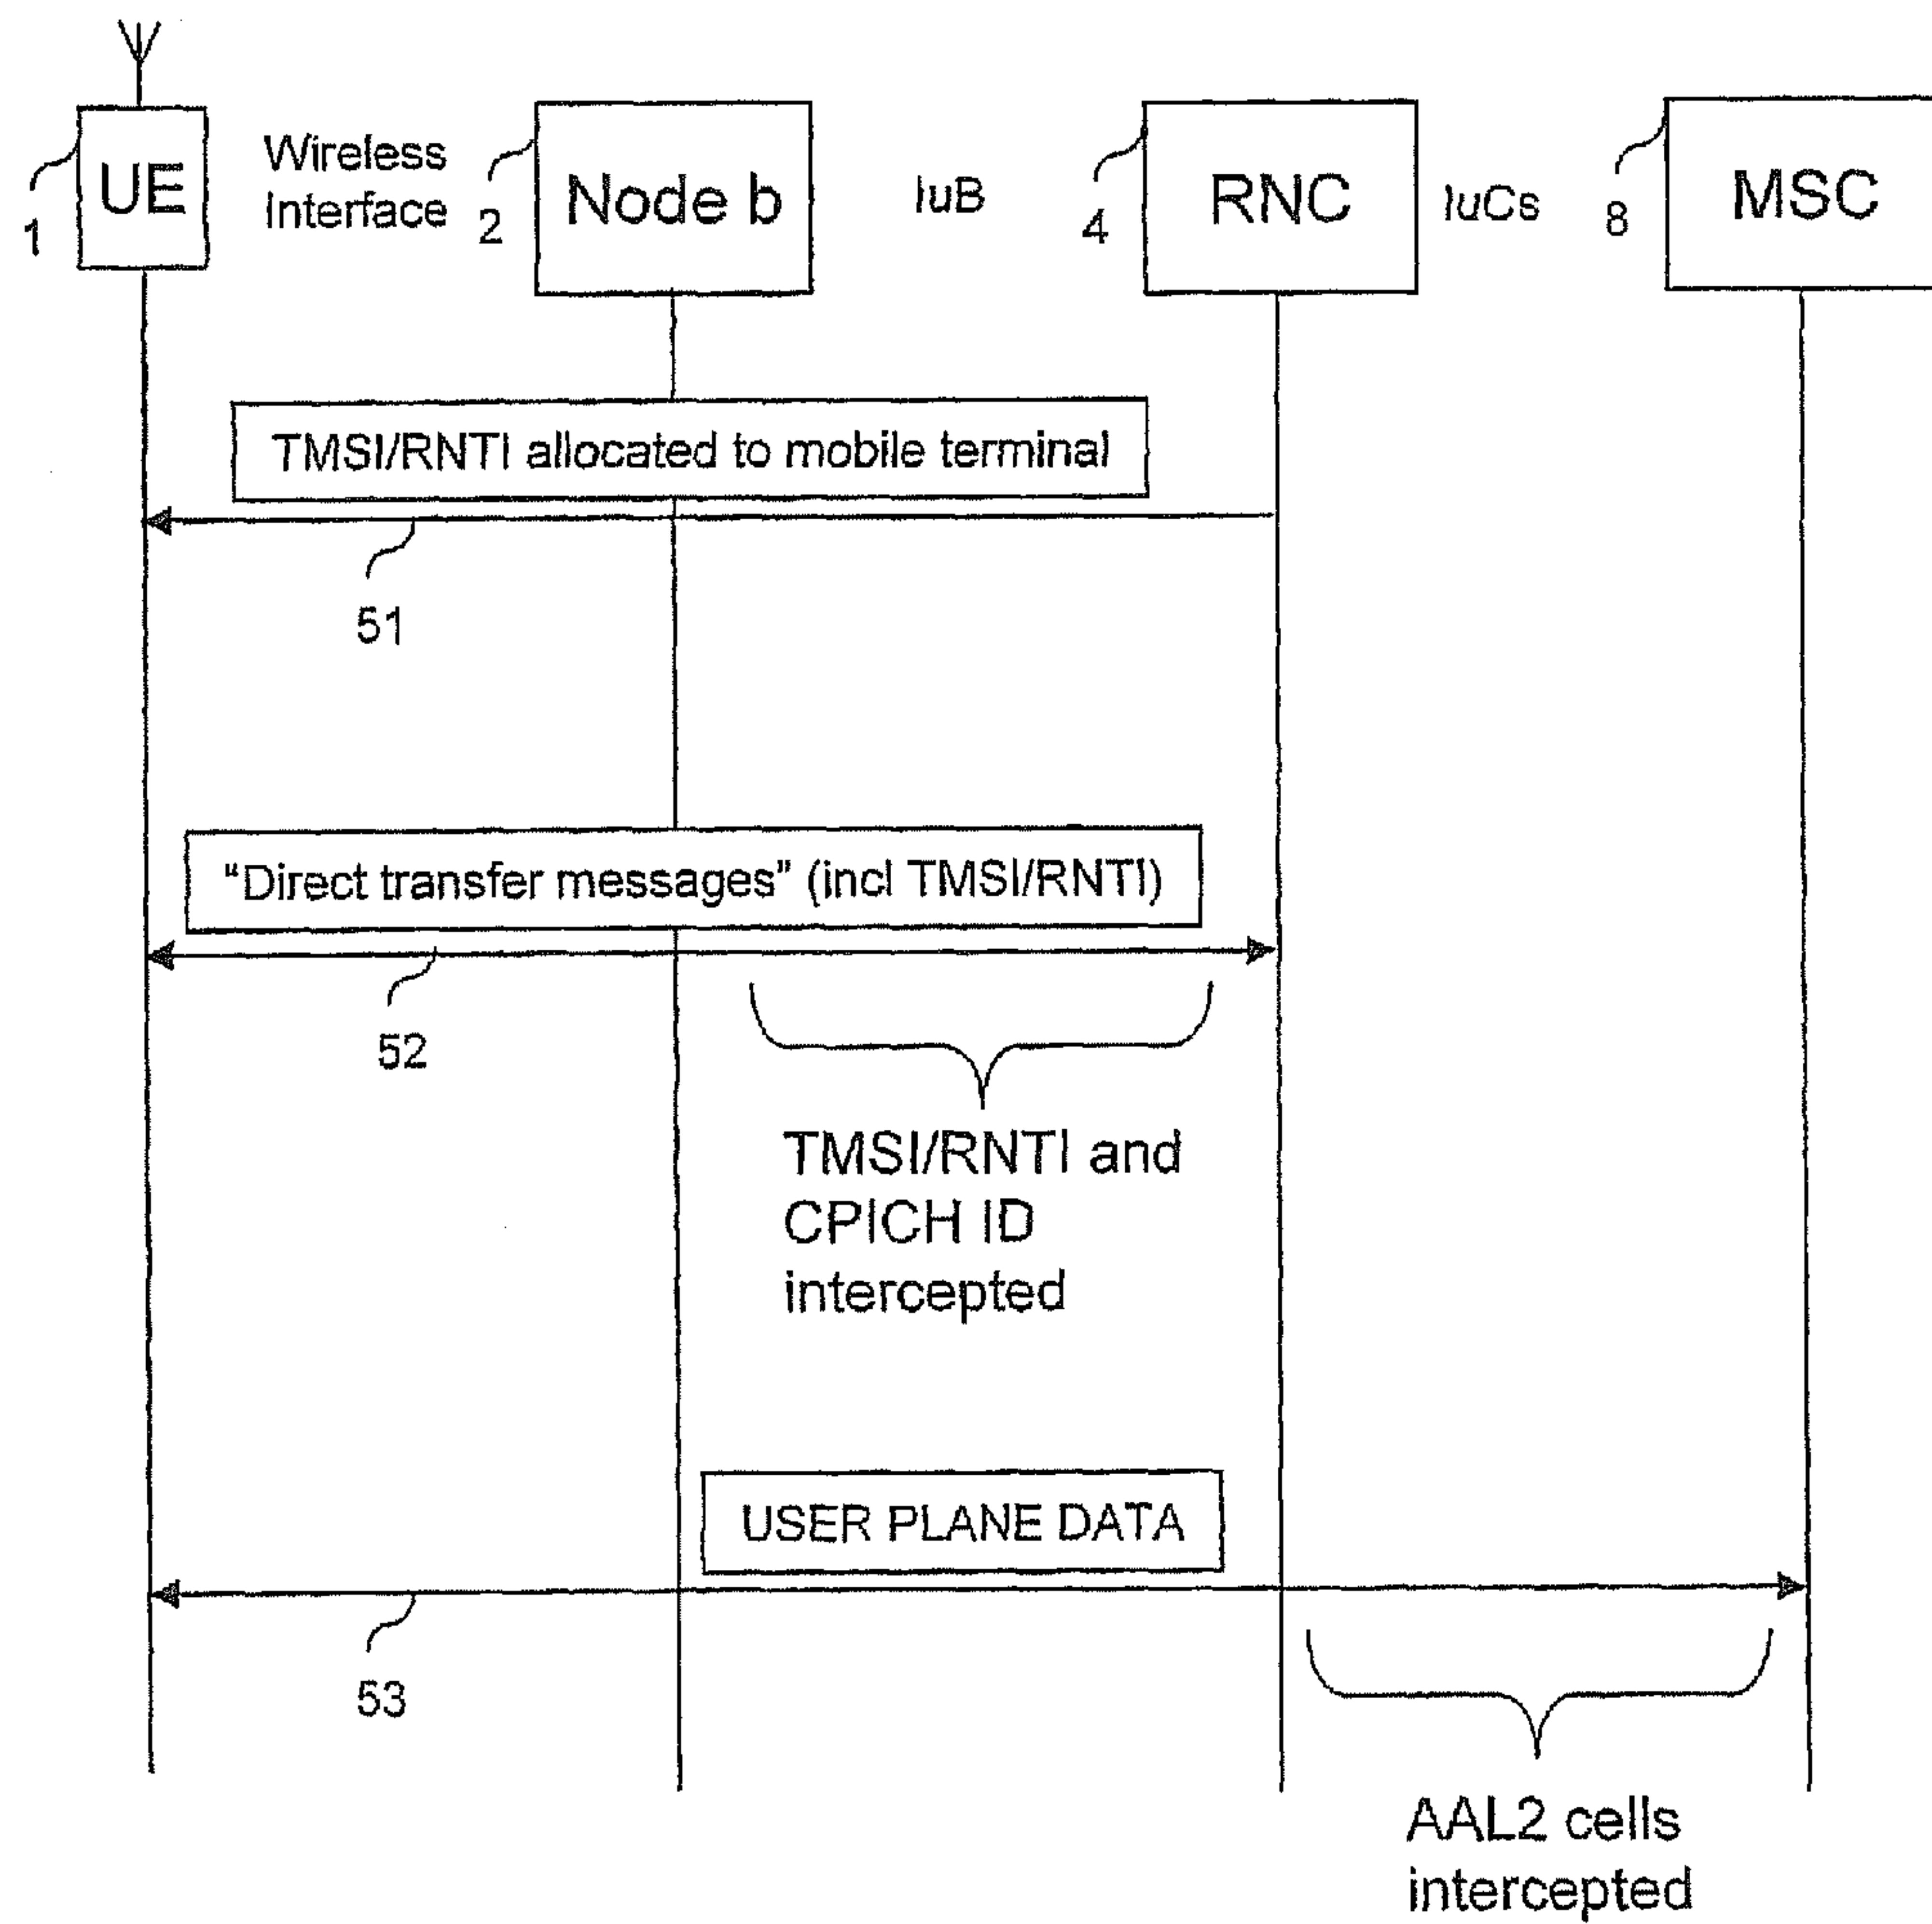 UE
1
Wireless
Interface
2
Node b
IuB
4
RNC
IuCs
8
MSC
TMSI/RNTI allocated to mobile terminal
51
“Direct transfer messages” (incl TMSI/RNTI)
52
TMSI/RNTI and
CPICH ID
intercepted
USER PLANE DATA
53
AAL2 cells
intercepted